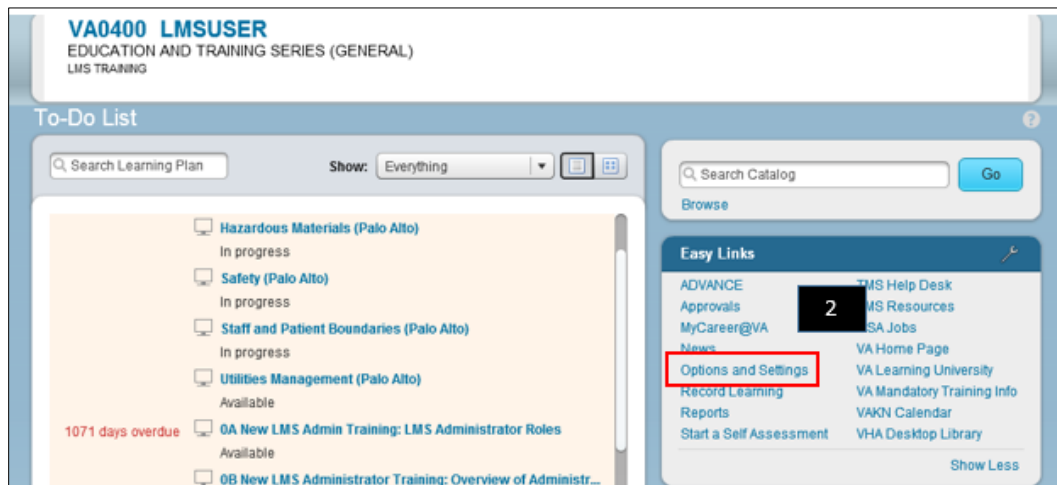 VA0400 LMSUSER
EDUCATION AND TRAINING SERIES (GENERAL)
LMS TRAINING
To-Do List
?
Search Learning Plan
Show:
Everything
Hazardous Materials (Palo Alto)
In progress
Safety (Palo Alto)
In progress
Staff and Patient Boundaries (Palo Alto)
In progress
Utilities Management (Palo Alto)
Available
1071 days overdue
0A New LMS Admin Training: LMS Administrator Roles
Available
0B New LMS Administrator Training: Overview of Administr...
Search Catalog
Go
Browse
Easy Links
ADVANCE
Approvals
MyCareer@VA
News
Options and Settings
Record Learning
Reports
Start a Self Assessment
2
TMS Help Desk
MS Resources
SA Jobs
VA Home Page
VA Learning University
VA Mandatory Training Info
VAKN Calendar
VHA Desktop Library
Show Less